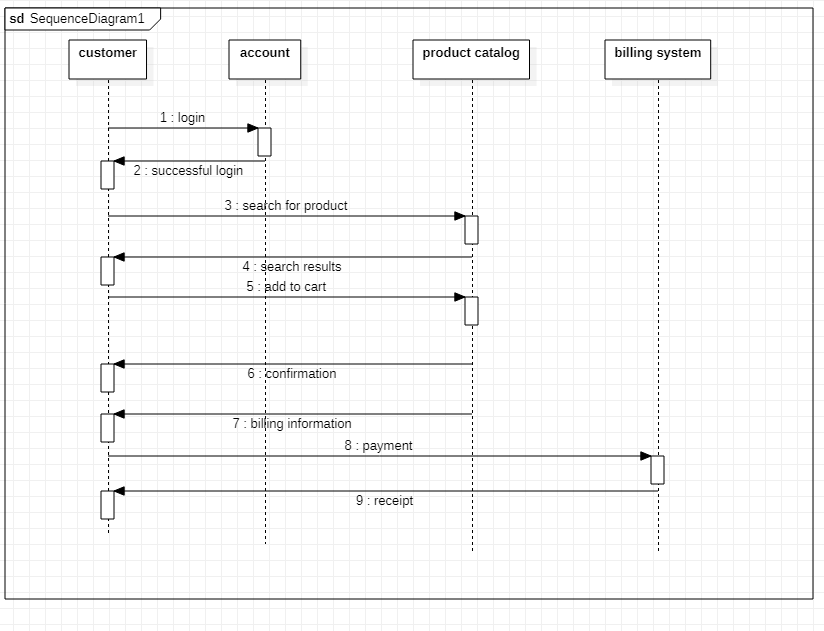 sd SequenceDiagram1
customer account product catalog billing system
1 : login
2 : successful login
3 : search for product
4 : search results
5 : add to cart
6 : confirmation
7 : billing information
8 : payment
9 : receipt